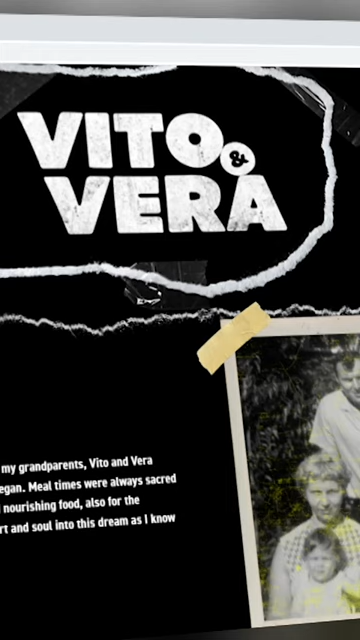 VITO &
VERA
my grandparents, Vito and Vera
egan. Meal times were always sacred
nourishing food, also for the
rt and soul into this dream as I know